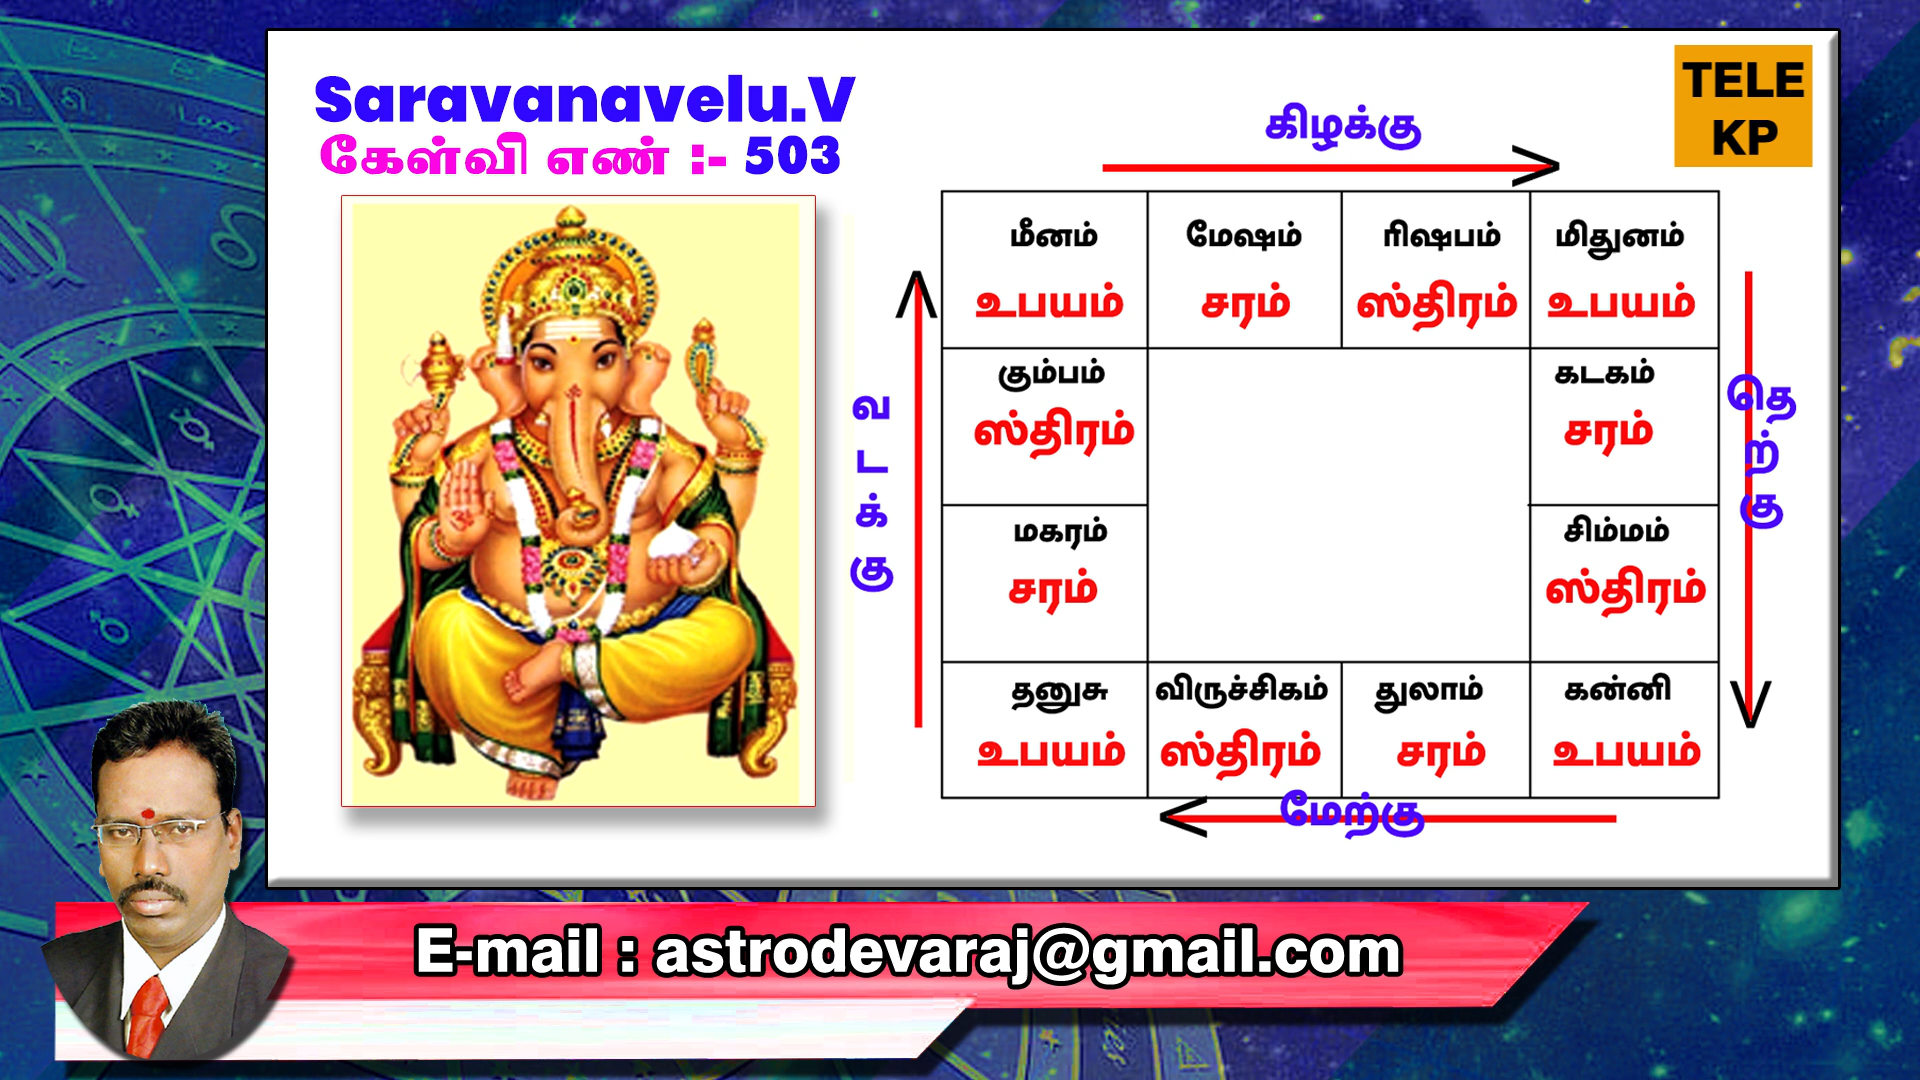 Saravanavelu.V
கேள்வி எண் :- 503
TELE
KP
கிழக்கு
மீனம் மேஷம் ரிஷபம் மிதுனம்
உபயம் சரம் ஸ்திரம் உபயம்
கும்பம் கடகம்
ஸ்திரம் சரம்
மகரம் சிம்மம்
சரம் ஸ்திரம்
தனுசு விருச்சிகம் துலாம் கன்னி
உபயம் ஸ்திரம் சரம் உபயம்
வடக்கு
தெற்கு
மேற்கு
E-mail : astrodevaraj@gmail.com